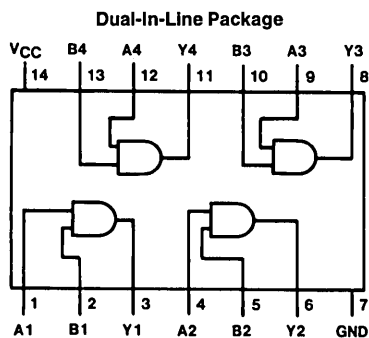 Dual-In-Line Package
VCC B4 A4 Y4 B3 A3 Y3
14 13 12 11 10 9 8
1 2 3 4 5 6 7
A1 B1 Y1 A2 B2 Y2 GND